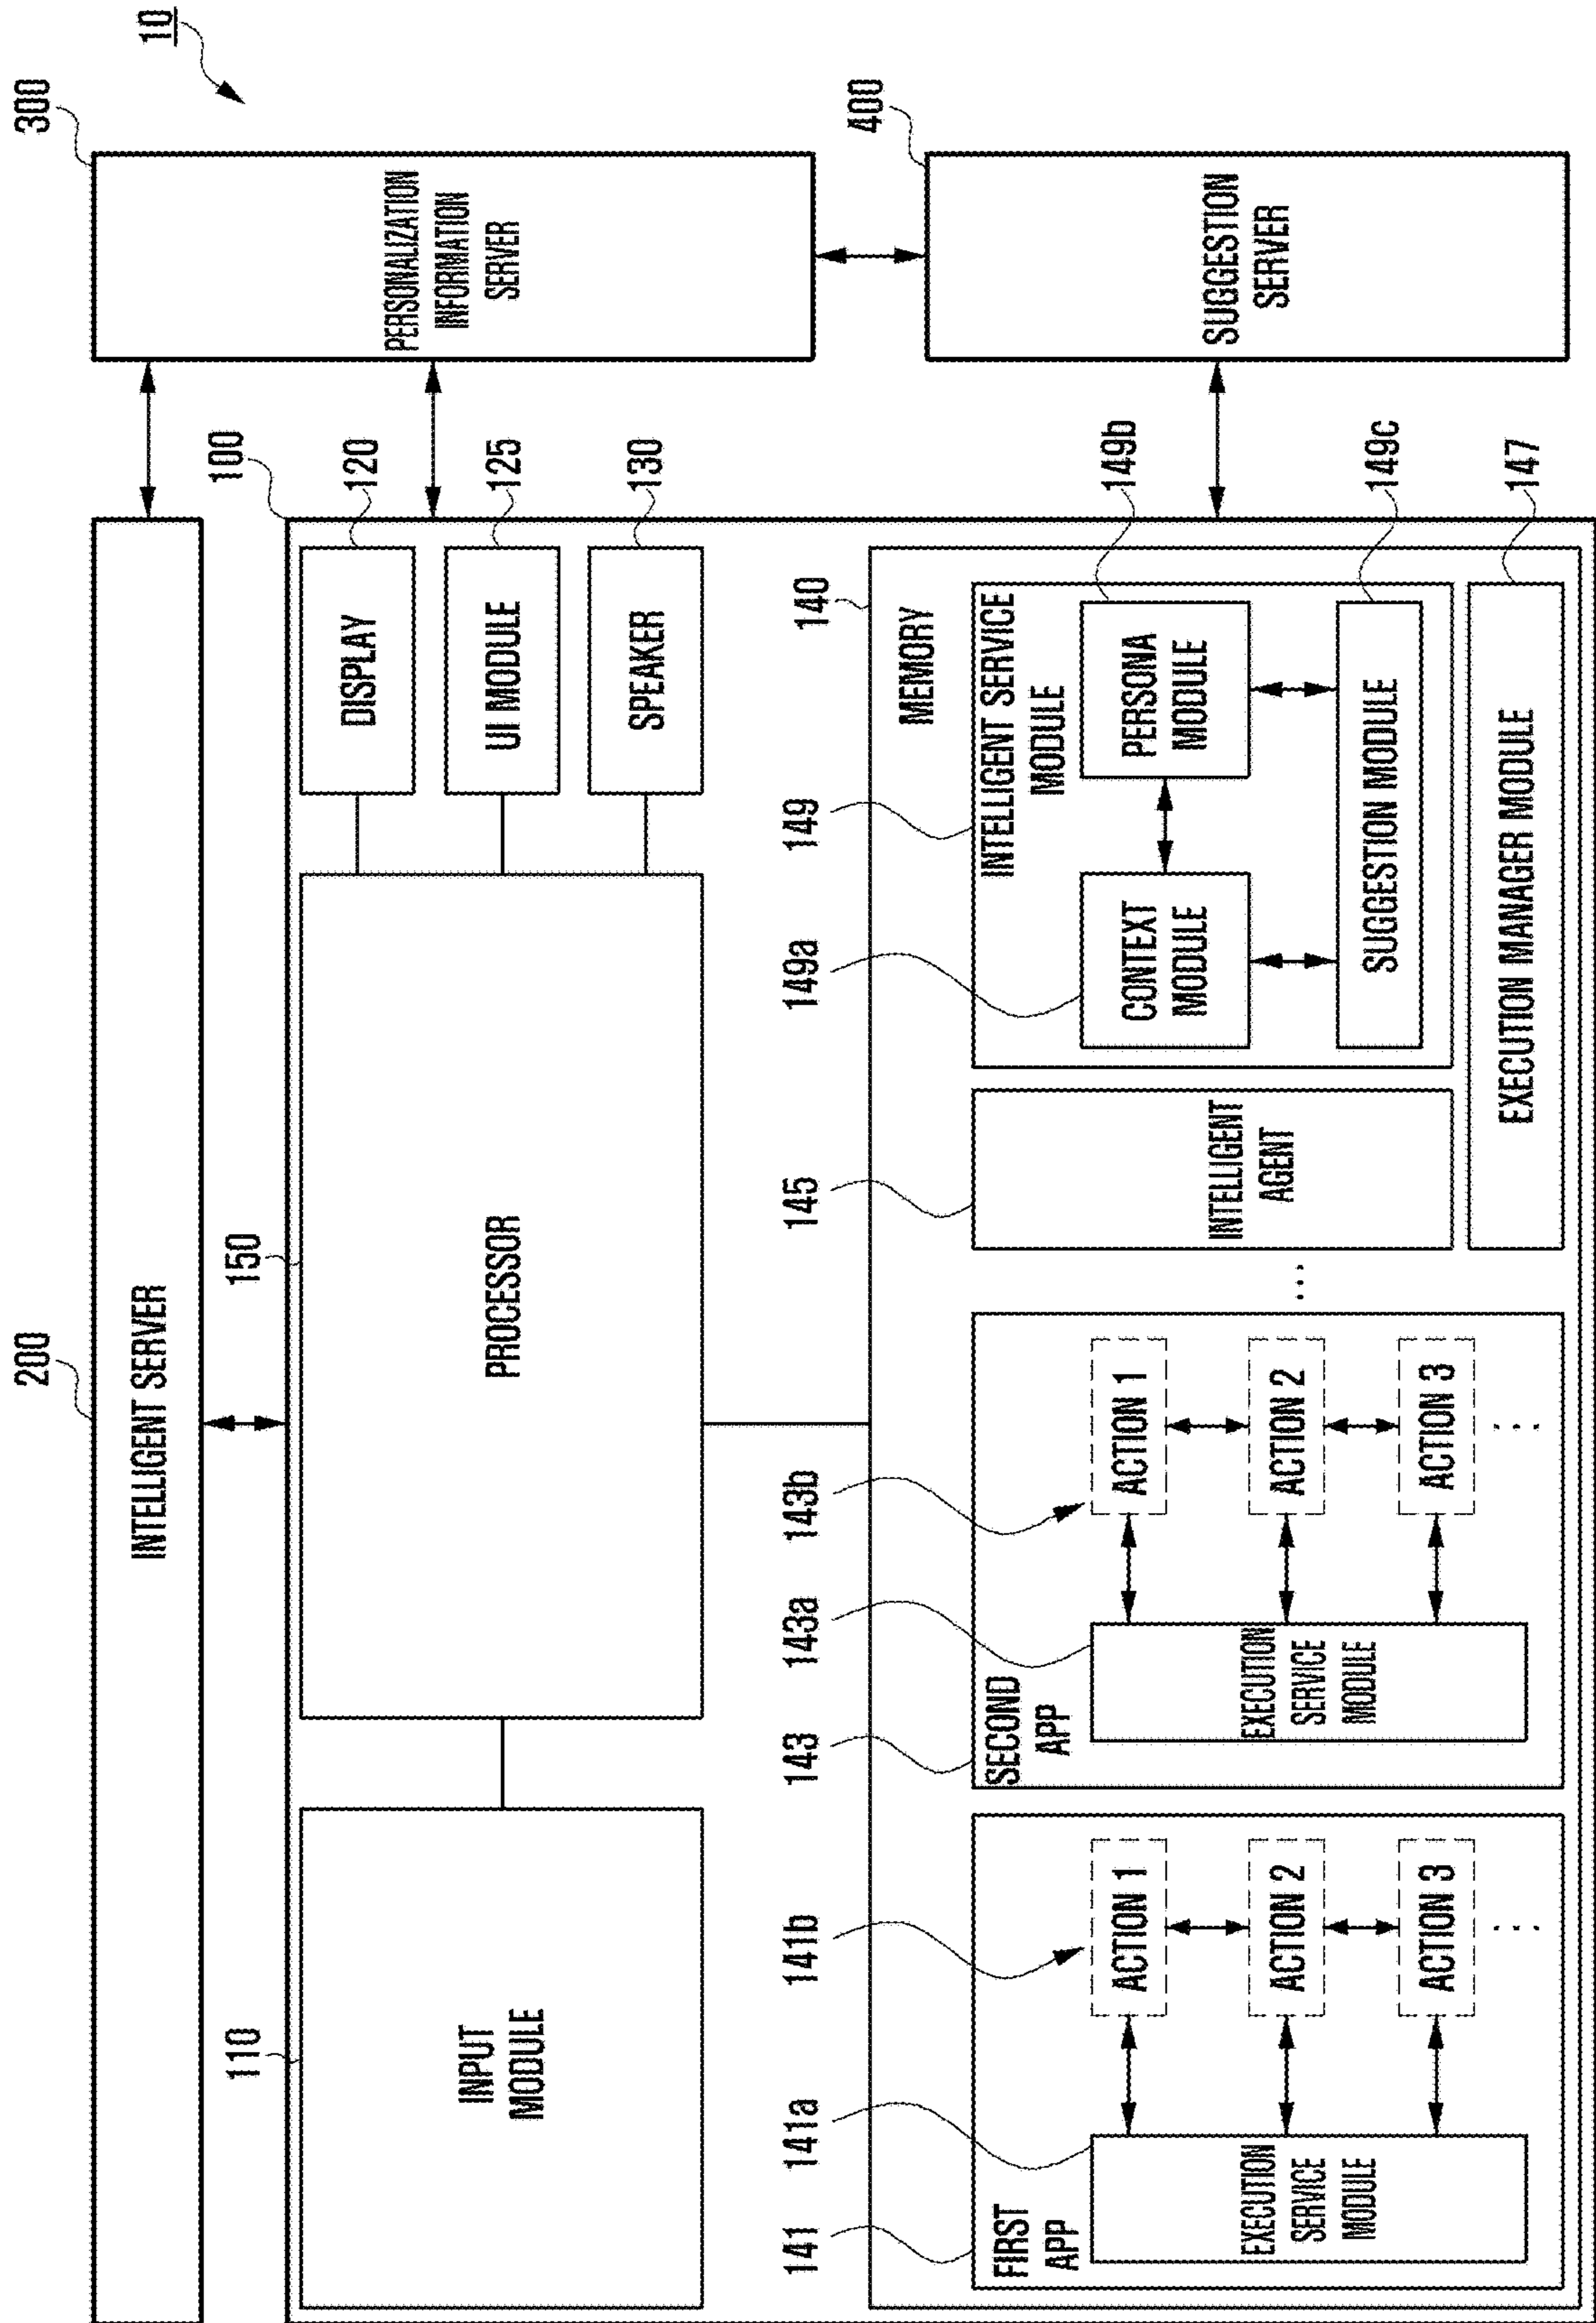 10
200
INTELLIGENT SERVER
300
PERSONALIZATION
INFORMATION
SERVER
400
SUGGESTION
SERVER
100
110
INPUT
MODULE
150
PROCESSOR
120
DISPLAY
125
UI MODULE
130
SPEAKER
140
MEMORY
141
FIRST
APP
141a
EXECUTION
SERVICE
MODULE
141b
ACTION 1
ACTION 2
ACTION 3
143
SECOND
APP
143a
EXECUTION
SERVICE
MODULE
143b
ACTION 1
ACTION 2
ACTION 3
145
INTELLIGENT
AGENT
149
INTELLIGENT SERVICE
MODULE
149a
CONTEXT
MODULE
149b
PERSONA
MODULE
149c
SUGGESTION MODULE
147
EXECUTION MANAGER MODULE